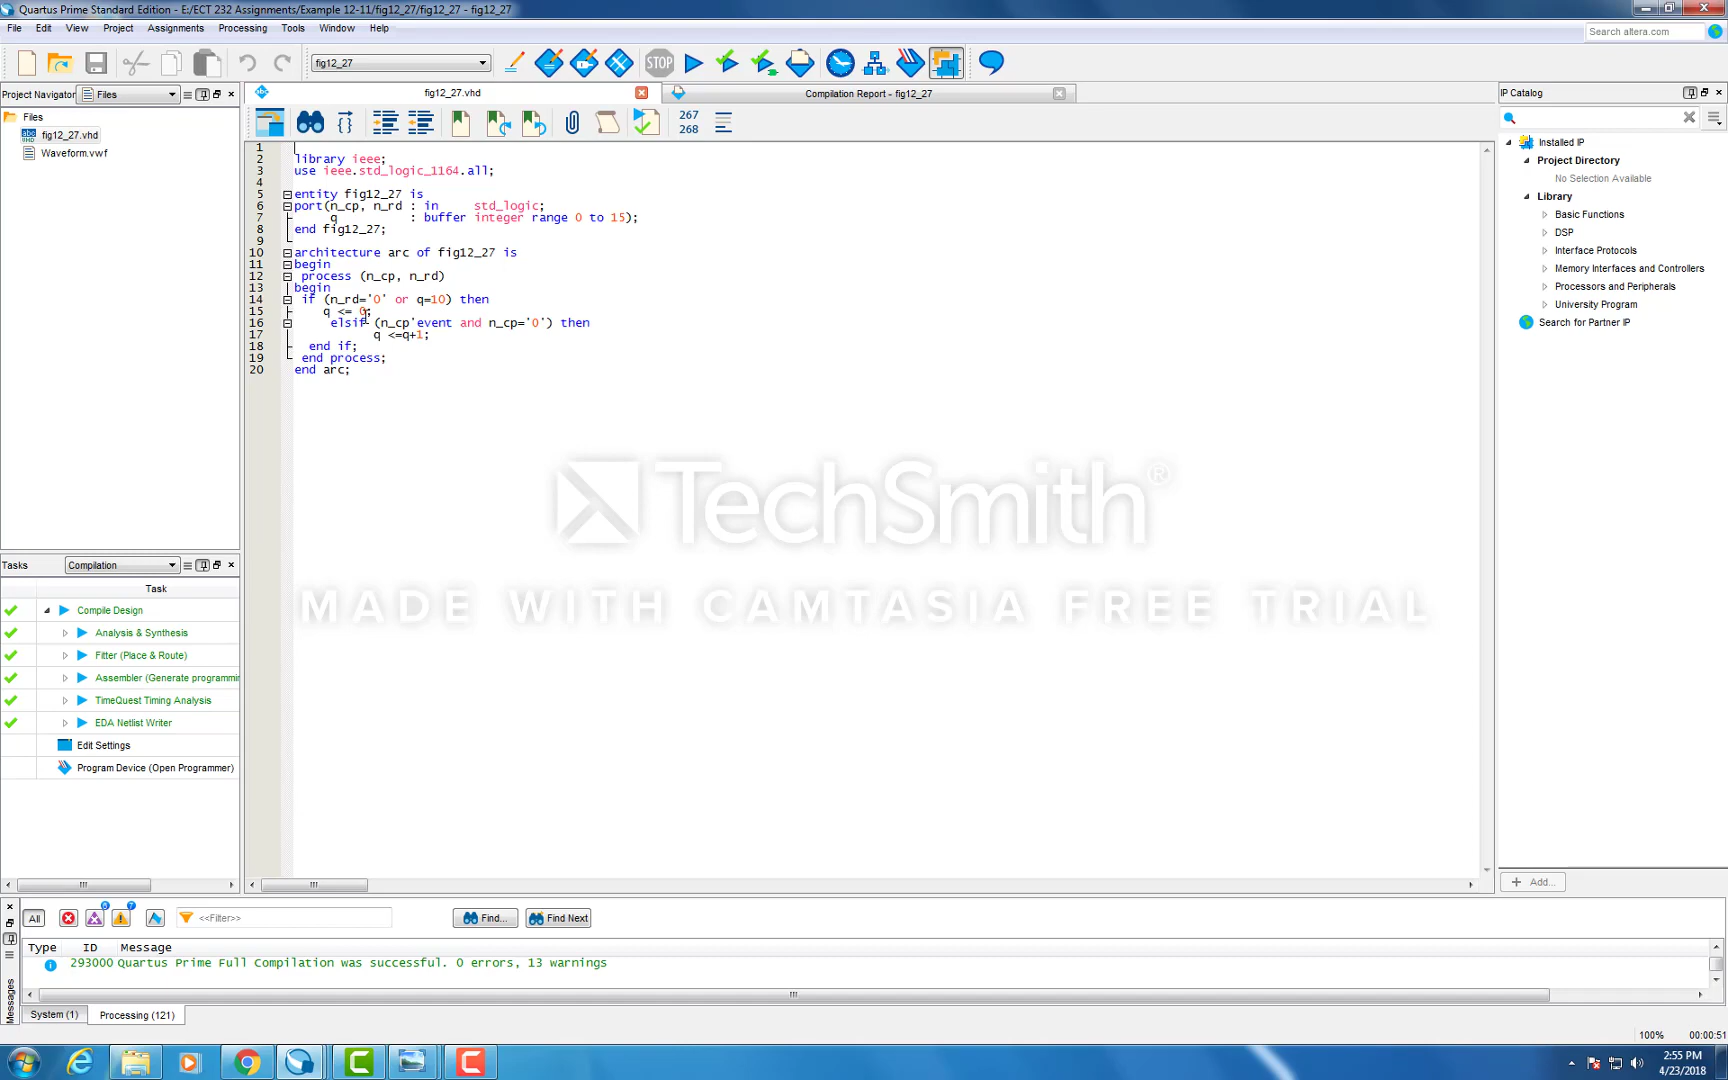 Quartus Prime Standard Edition - E:/ECT 232 Assignments/Example 12-11/fig12_27/fig12_27 - fig12_27
File Edit View Project Assignments Processing Tools Window Help
Search altera.com
fig12_27
STOP
Project Navigator Files
fig12_27.vhd
Compilation Report - fig12_27
IP Catalog
Files
fig12_27.vhd
Waveform.vwf
267
268
Installed IP
Project Directory
No Selection Available
Library
Basic Functions
DSP
Interface Protocols
Memory Interfaces and Controllers
Processors and Peripherals
University Program
Search for Partner IP
Add...
1
2 library ieee;
3 use ieee.std_logic_1164.all;
4
5 entity fig12_27 is
6 port(n_cp, n_rd : in std_logic;
7 q : buffer integer range 0 to 15);
8 end fig12_27;
9
10 architecture arc of fig12_27 is
11 begin
12 process (n_cp, n_rd)
13 begin
14 if (n_rd='0' or q=10) then
15 q <= 0;
16 elsif (n_cp'event and n_cp='0') then
17 q <=q+1;
18 end if;
19 end process;
20 end arc;
TechSmith®
MADE WITH CAMTASIA FREE TRIAL
Tasks Compilation
Task
Compile Design
Analysis & Synthesis
Fitter (Place & Route)
Assembler (Generate programmi
TimeQuest Timing Analysis
EDA Netlist Writer
Edit Settings
Program Device (Open Programmer)
All
<<Filter>>
Find...
Find Next
Type ID Message
293000 Quartus Prime Full Compilation was successful. 0 errors, 13 warnings
Messages
System (1) Processing (121)
100% 00:00:51
2:55 PM
4/23/2018